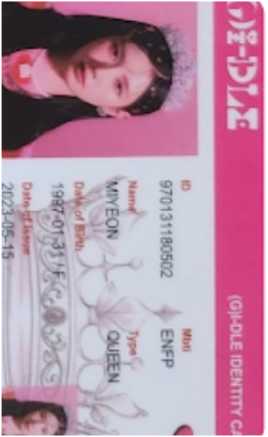 (G)I-DLE
(G)I-DLE IDENTITY CA
ID
970131180502
Mbti
ENFP
Name
MIYEON
Type
QUEEN
Date of Birth
1997-01-31 / F
Date of Issue
2023-05-15